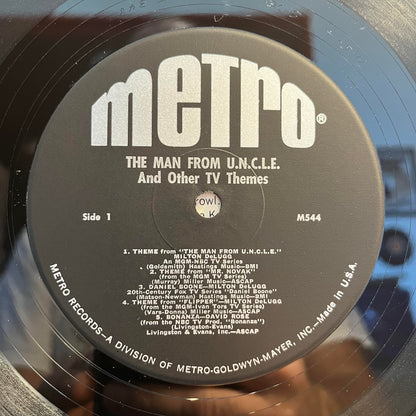 metro®
THE MAN FROM U.N.C.L.E.
And Other TV Themes
rowl,
Side 1
M544
1. THEME from "THE MAN FROM U.N.C.L.E."
MILTON DeLUGG
An MGM-NBC TV Series
(Goldsmith) Hastings Music—BMI
2. THEME from "MR. NOVAK"
(from the MGM TV Series)
(Murray) Miller Music—ASCAP
3. DANIEL BOONE—MILTON DeLUGG
20th-Century Fox TV Series "Daniel Boone"
(Matson-Newman) Hastings Music—BMI
4. THEME from "FLIPPER"—MILTON DeLUGG
(from the MGM-Ivan Tors TV Series)
(Vars-Dunham) Miller Music—ASCAP
5. BONANZA—DAVID ROSE
(from the NBC TV Prod. "Bonanza")
(Livingston-Evans)
Livingston & Evans, Inc.—ASCAP
METRO RECORDS—A DIVISION OF METRO-GOLDWYN-MAYER, INC.—Made in U.S.A.